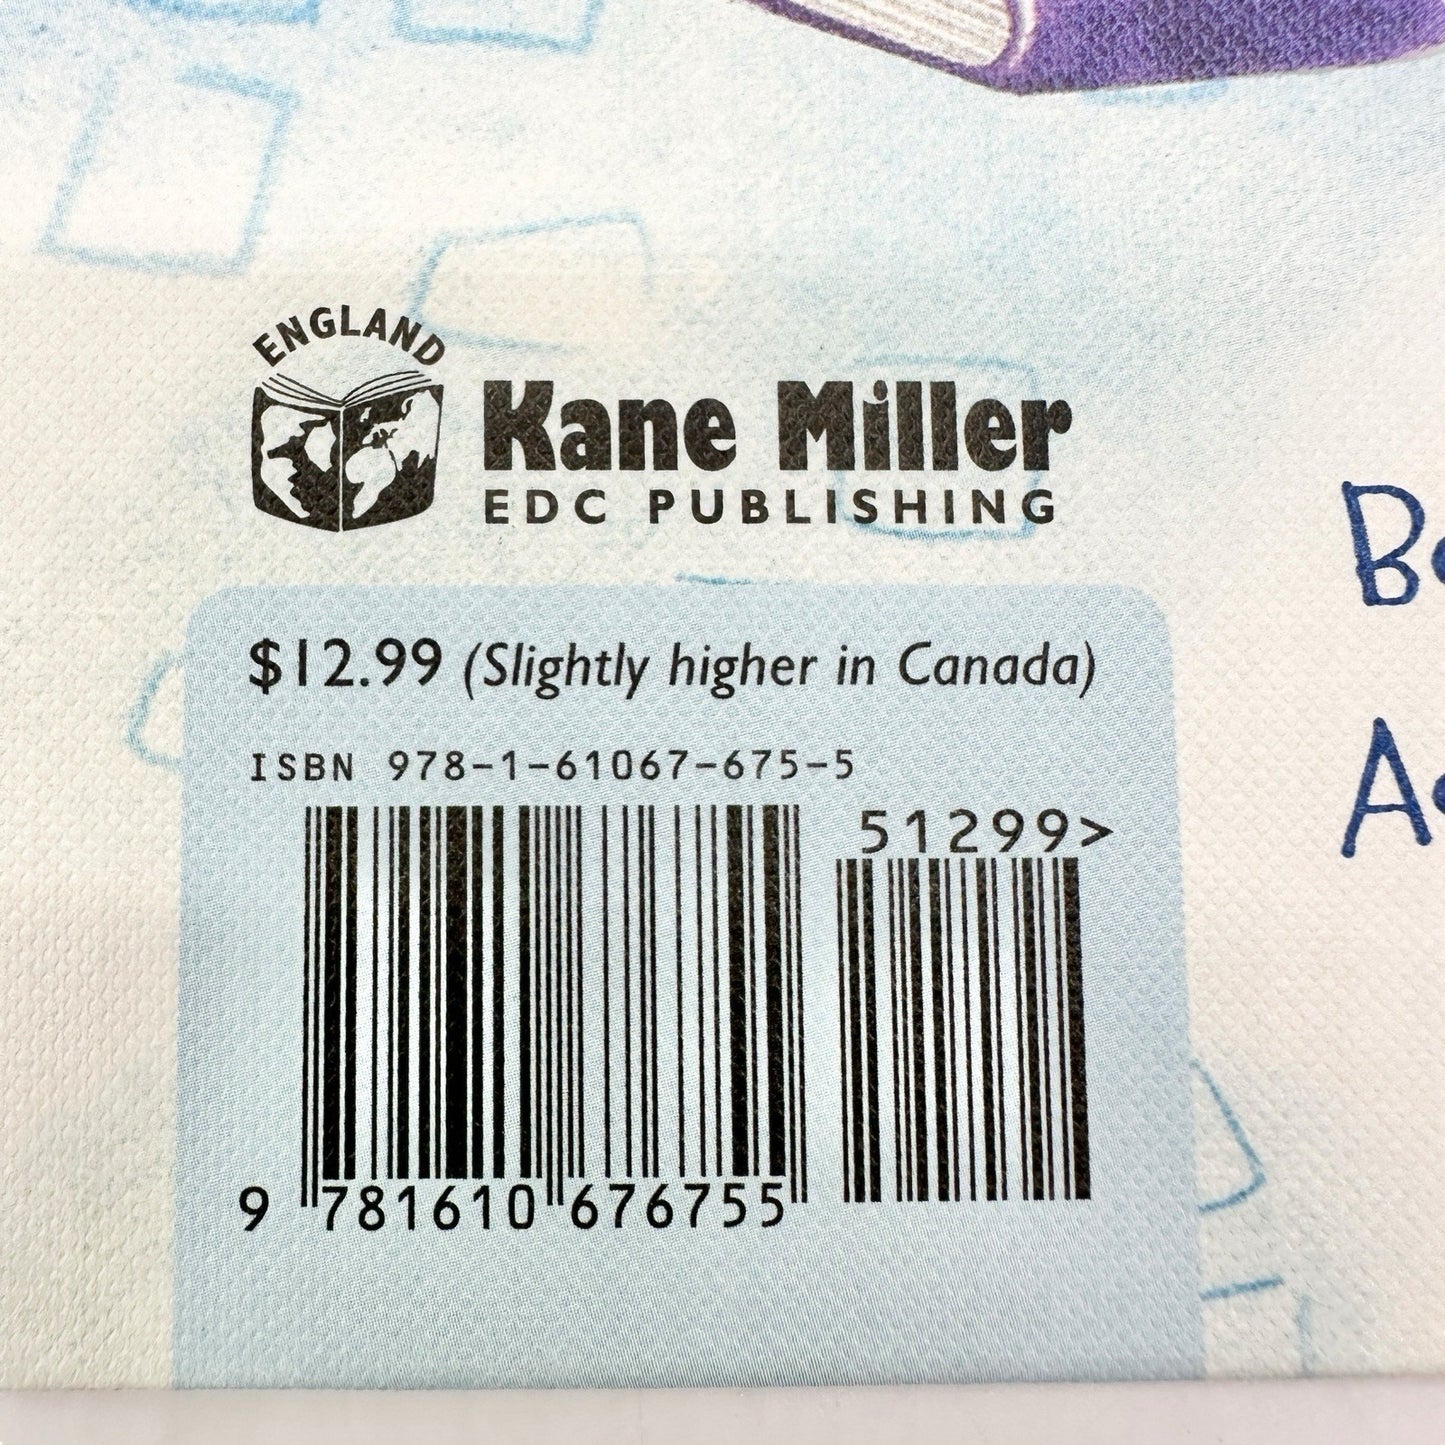 ENGLAND
Kane Miller
EDC PUBLISHING
$12.99 (Slightly higher in Canada)
ISBN 978-1-61067-675-5
51299>
9 781610 676755